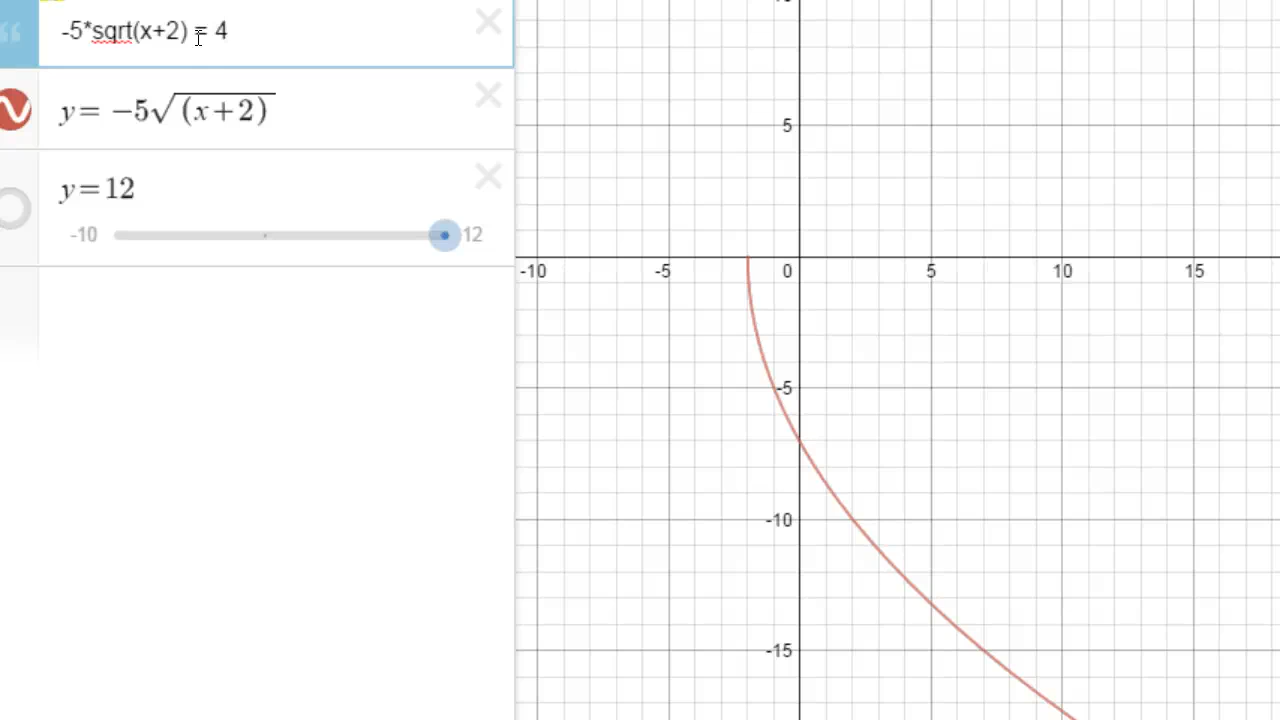 -5*sqrt(x+2) = 4
y=-5√(x+2)
y=12
-10 12
5
-10 -5 0 5 10 15
-5
-10
-15